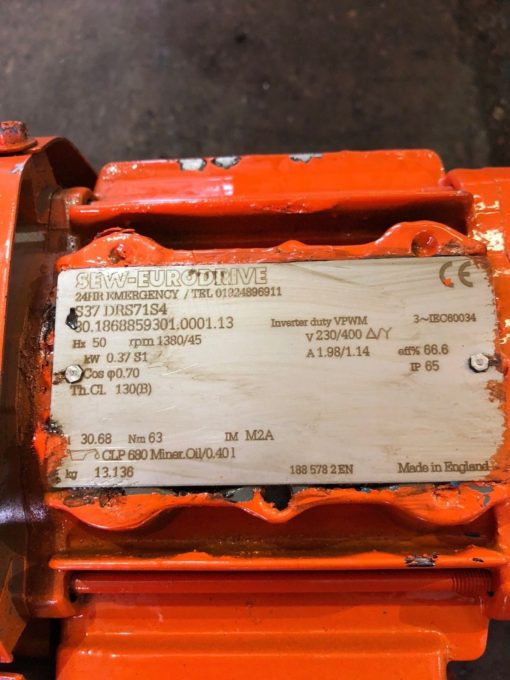 SEW-EURODRIVE CE
24HR EMERGENCY / TEL 01324896911
S37 DRS71S4
30.1868859301.0001.13 Inverter duty VPWM 3~IEC60034
Hz 50 rpm 1380/45 V 230/400 Δ/Y
kW 0.37 S1 A 1.98/1.14 eff% 66.6
Cos φ0.70 IP 65
Th.Cl. 130(B)
i 30.68 Nm 63 IM M2A
CLP 680 Miner.Oil/0.40 l
kg 13.136 188 578 2 EN Made in England